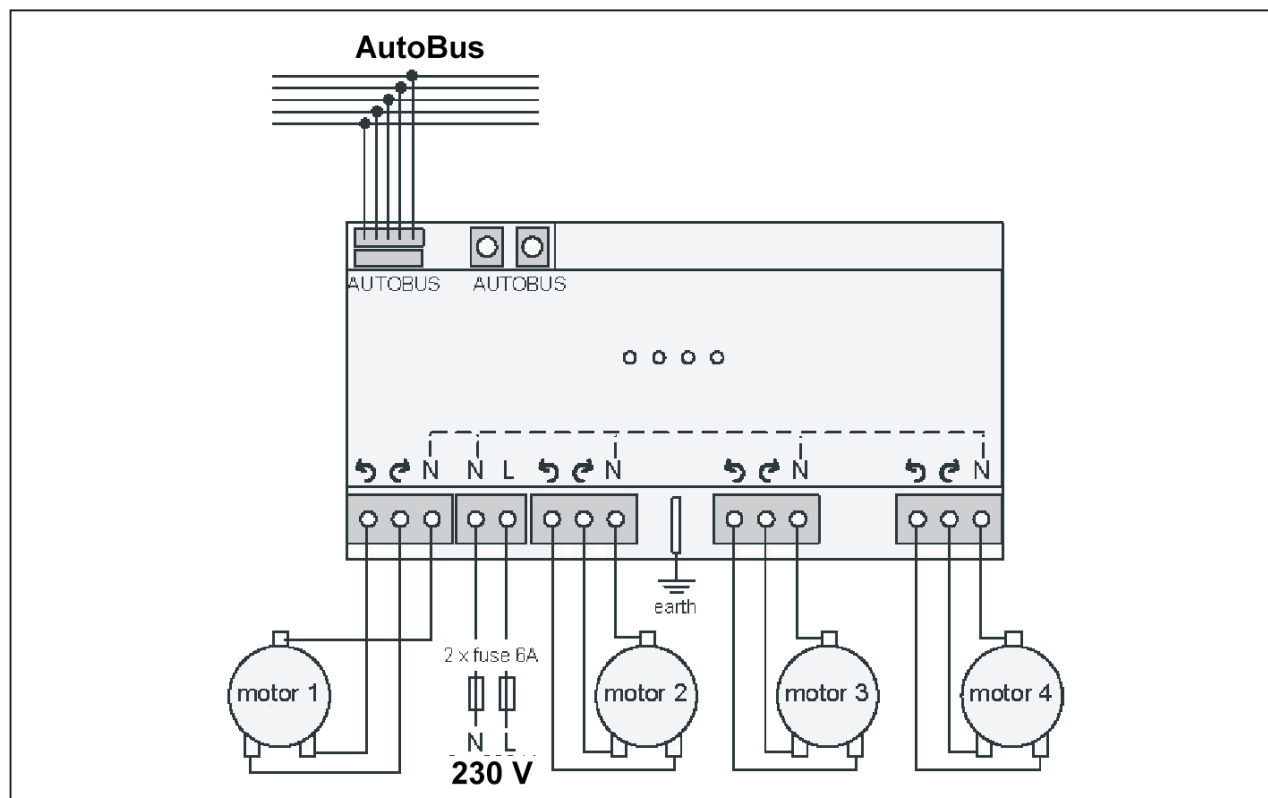 AutoBus
AUTOBUS AUTOBUS
N N L N N N
earth
2 x fuse 6A
motor 1 motor 2 motor 3 motor 4
N L
230 V